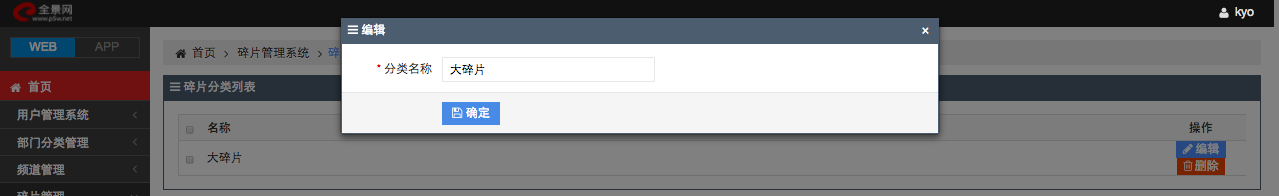 全景网
www.p5w.net
kyo
WEB
APP
首页
用户管理系统
部门分类管理
频道管理
首页 > 碎片管理系统 >
碎片分类列表
名称
操作
大碎片
编辑
删除
编辑
×
* 分类名称
大碎片
确定